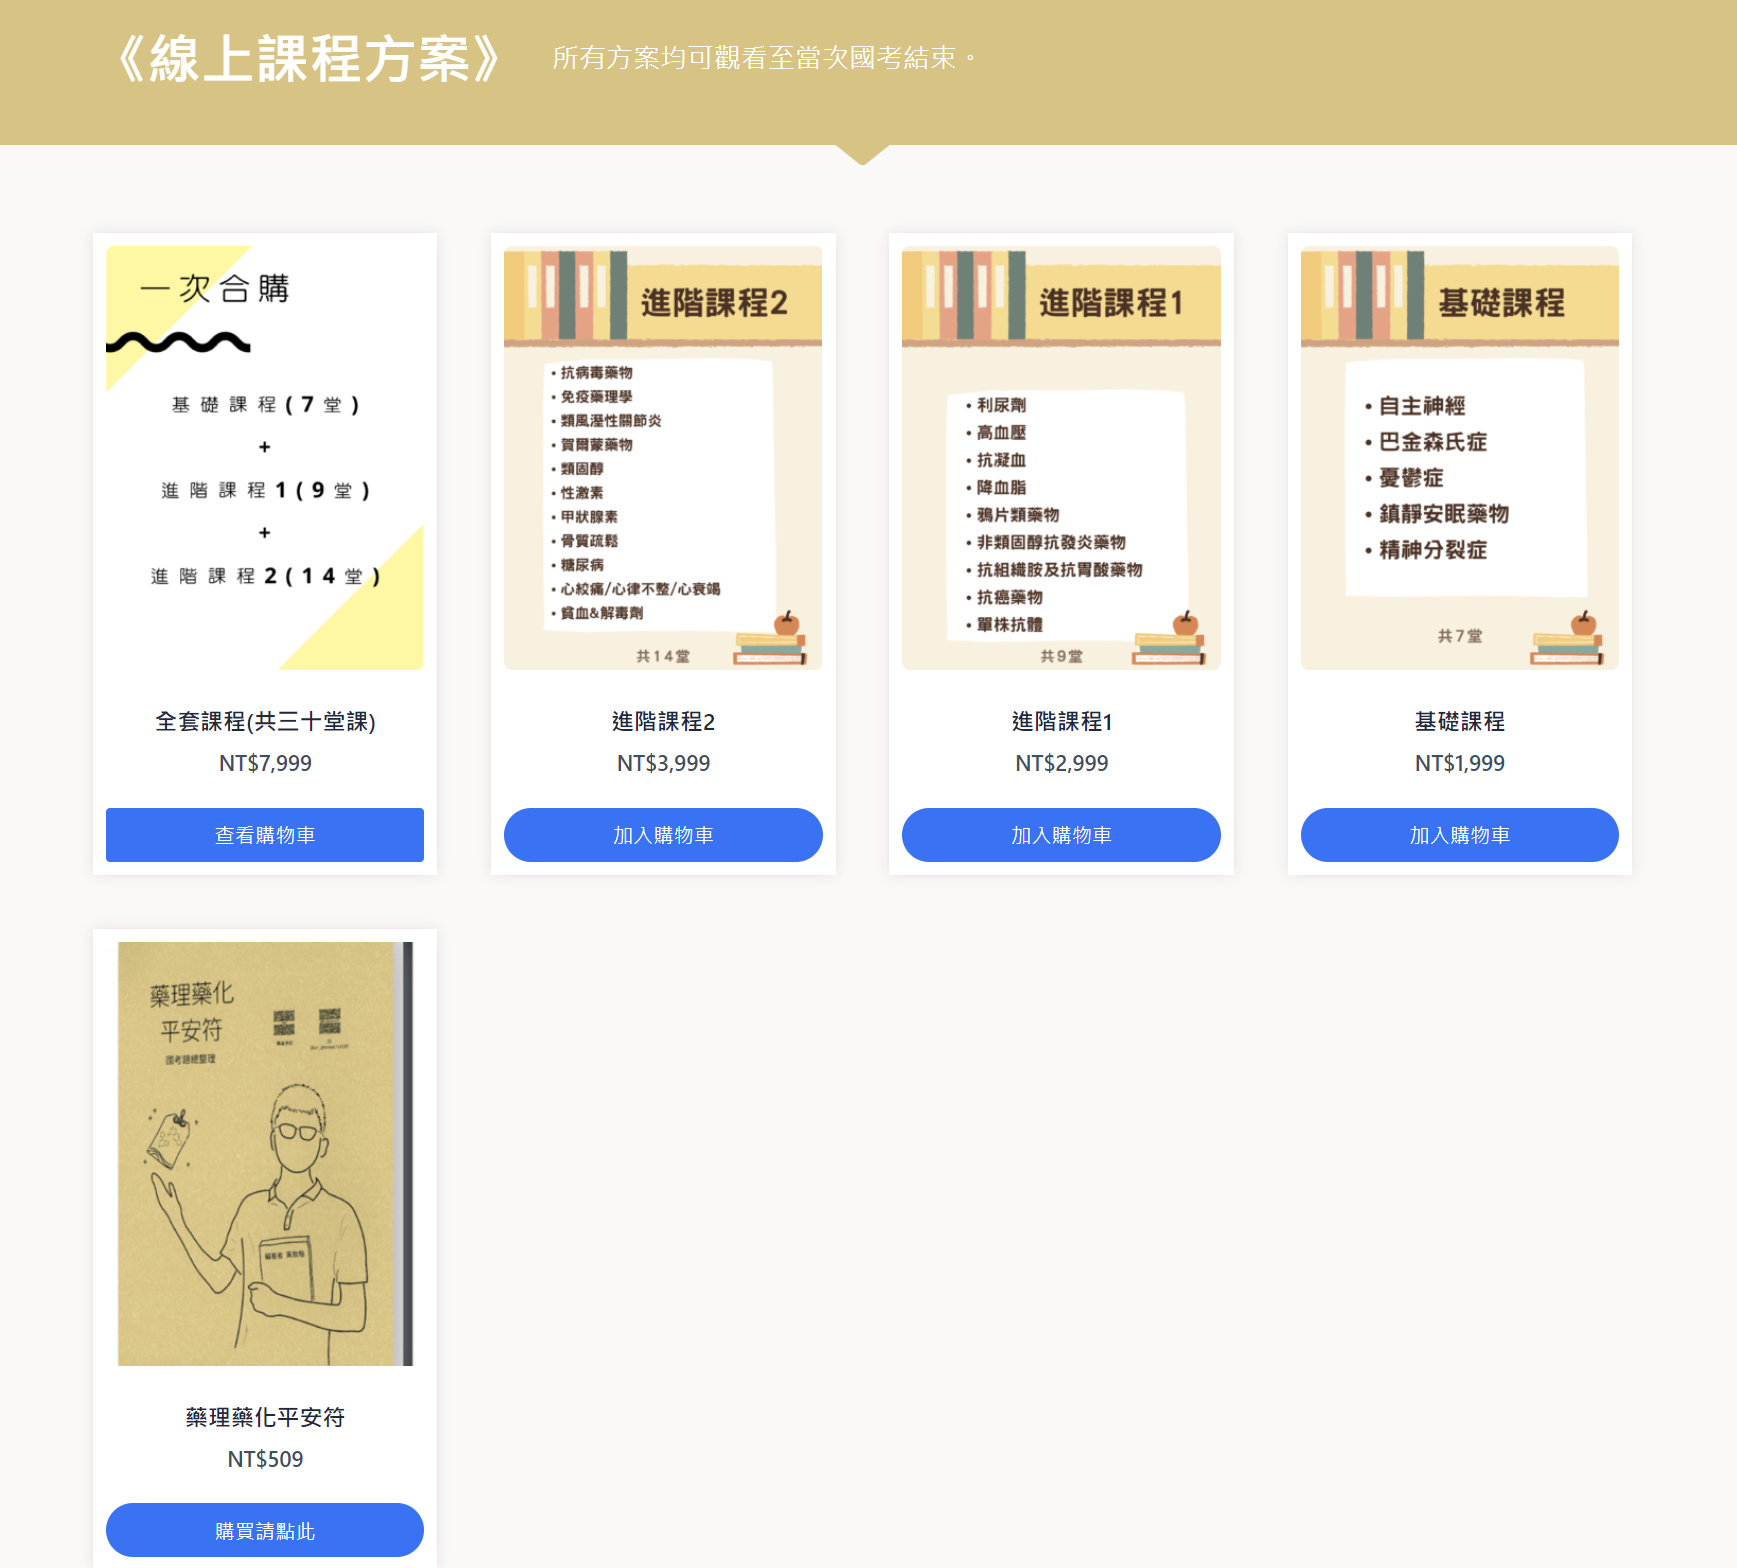 《線上課程方案》 所有方案均可觀看至當次國考結束。
一次合購
基礎課程(7堂)
+
進階課程1(9堂)
+
進階課程2(14堂)
全套課程(共三十堂課)
NT$7,999
查看購物車
進階課程2
• 抗病毒藥物
• 免疫藥理學
• 類風溼性關節炎
• 賀爾蒙藥物
• 類固醇
• 性激素
• 甲狀腺素
• 骨質疏鬆
• 糖尿病
• 心絞痛/心律不整/心衰竭
• 貧血&解毒劑
共14堂
進階課程2
NT$3,999
加入購物車
進階課程1
• 利尿劑
• 高血壓
• 抗凝血
• 降血脂
• 鴉片類藥物
• 非類固醇抗發炎藥物
• 抗組織胺及抗胃酸藥物
• 抗癌藥物
• 單株抗體
共9堂
進階課程1
NT$2,999
加入購物車
基礎課程
• 自主神經
• 巴金森氏症
• 憂鬱症
• 鎮靜安眠藥物
• 精神分裂症
共7堂
基礎課程
NT$1,999
加入購物車
藥理藥化
平安符
國考題總整理
藥理藥化平安符
NT$509
購買請點此